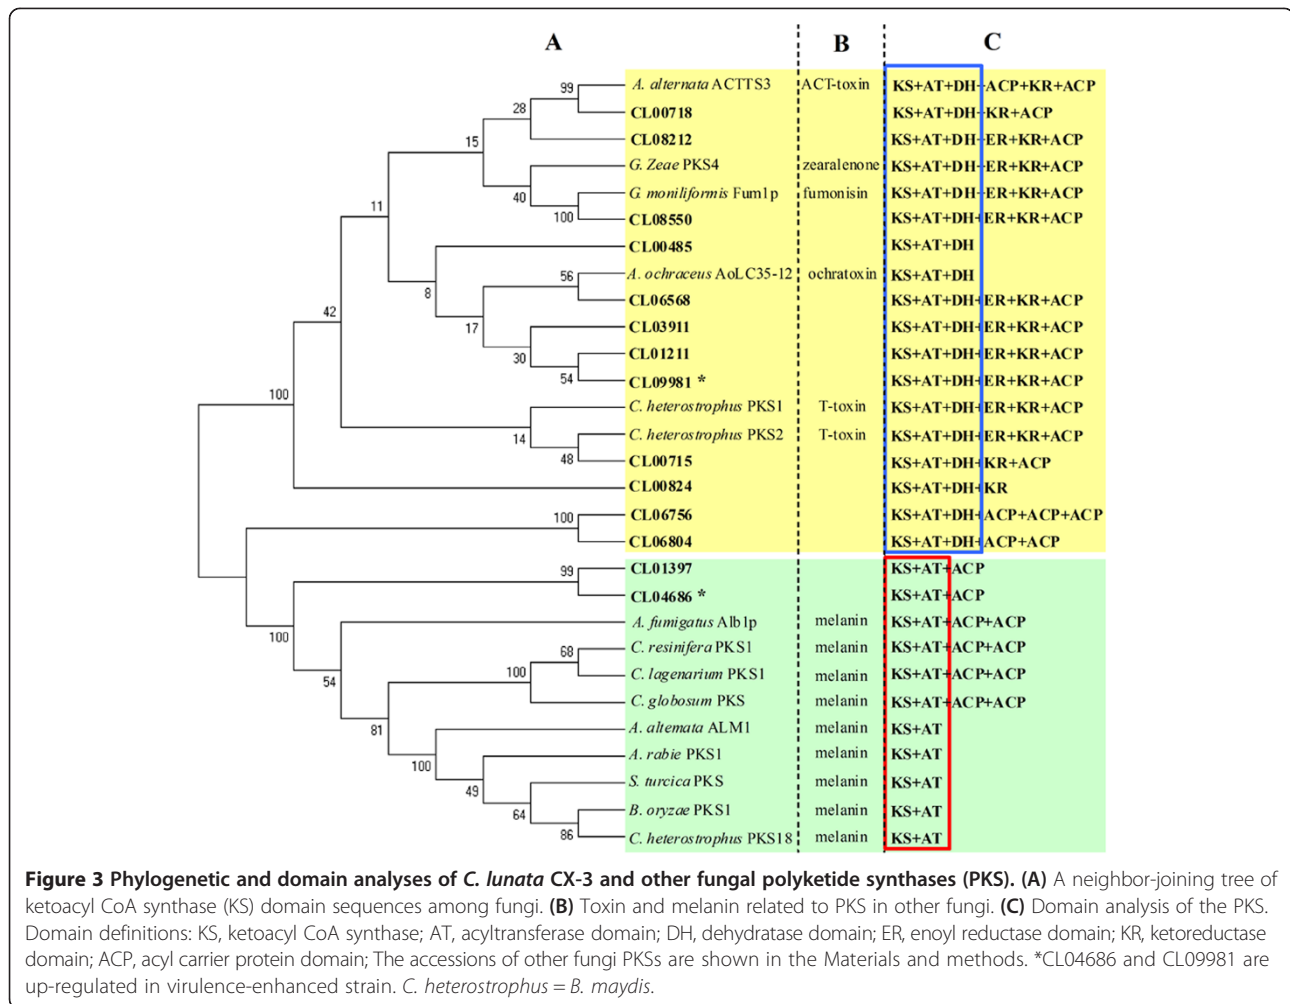 A B C
99 A. alternata ACTTS3 ACT-toxin KS+AT+DH+ACP+KR+ACP
28 CL00718 KS+AT+DH+KR+ACP
15 CL08212 KS+AT+DH+ER+KR+ACP
G. Zeae PKS4 zearalenone KS+AT+DH+ER+KR+ACP
40 G. moniliformis Fum1p fumonisin KS+AT+DH+ER+KR+ACP
11 100 CL08550 KS+AT+DH+ER+KR+ACP
CL00485 KS+AT+DH
56 A. ochraceus AoLC35-12 ochratoxin KS+AT+DH
8 CL06568 KS+AT+DH+ER+KR+ACP
42 17 CL03911 KS+AT+DH+ER+KR+ACP
30 CL01211 KS+AT+DH+ER+KR+ACP
54 CL09981 * KS+AT+DH+ER+KR+ACP
100 C. heterostrophus PKS1 T-toxin KS+AT+DH+ER+KR+ACP
14 C. heterostrophus PKS2 T-toxin KS+AT+DH+ER+KR+ACP
48 CL00715 KS+AT+DH+KR+ACP
CL00824 KS+AT+DH+KR
100 CL06756 KS+AT+DH+ACP+ACP+ACP
CL06804 KS+AT+DH+ACP+ACP
99 CL01397 KS+AT+ACP
CL04686 * KS+AT+ACP
100 A. fumigatus Alb1p melanin KS+AT+ACP+ACP
68 C. resinifera PKS1 melanin KS+AT+ACP+ACP
54 100 C. lagenarium PKS1 melanin KS+AT+ACP+ACP
C. globosum PKS melanin KS+AT+ACP+ACP
81 A. altemata ALM1 melanin KS+AT
100 A. rabie PKS1 melanin KS+AT
49 S. turcica PKS melanin KS+AT
64 B. oryzae PKS1 melanin KS+AT
86 C. heterostrophus PKS18 melanin KS+AT
Figure 3 Phylogenetic and domain analyses of C. lunata CX-3 and other fungal polyketide synthases (PKS). (A) A neighbor-joining tree of
ketoacyl CoA synthase (KS) domain sequences among fungi. (B) Toxin and melanin related to PKS in other fungi. (C) Domain analysis of the PKS.
Domain definitions: KS, ketoacyl CoA synthase; AT, acyltransferase domain; DH, dehydratase domain; ER, enoyl reductase domain; KR, ketoreductase
domain; ACP, acyl carrier protein domain; The accessions of other fungi PKSs are shown in the Materials and methods. *CL04686 and CL09981 are
up-regulated in virulence-enhanced strain. C. heterostrophus = B. maydis.